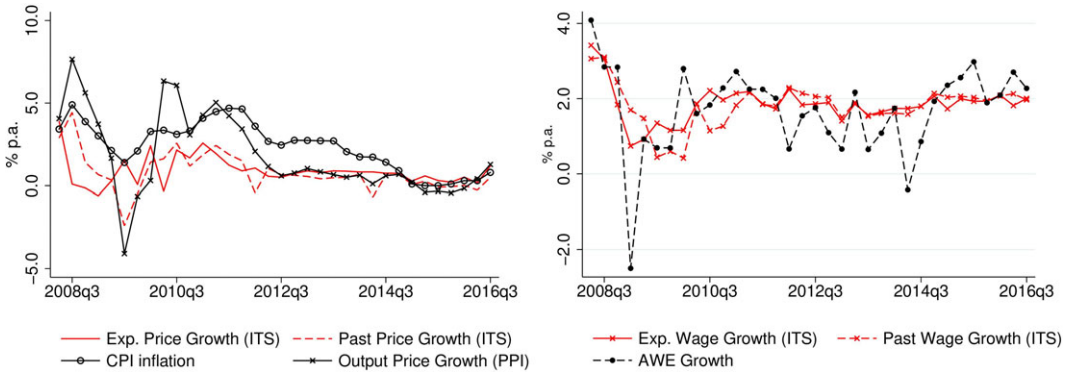 10.0
5.0
0.0
−5.0
% p.a.
2008q3 2010q3 2012q3 2014q3 2016q3
Exp. Price Growth (ITS) Past Price Growth (ITS)
CPI inflation Output Price Growth (PPI)
4.0
2.0
0.0
−2.0
% p.a.
2008q3 2010q3 2012q3 2014q3 2016q3
Exp. Wage Growth (ITS) Past Wage Growth (ITS)
AWE Growth